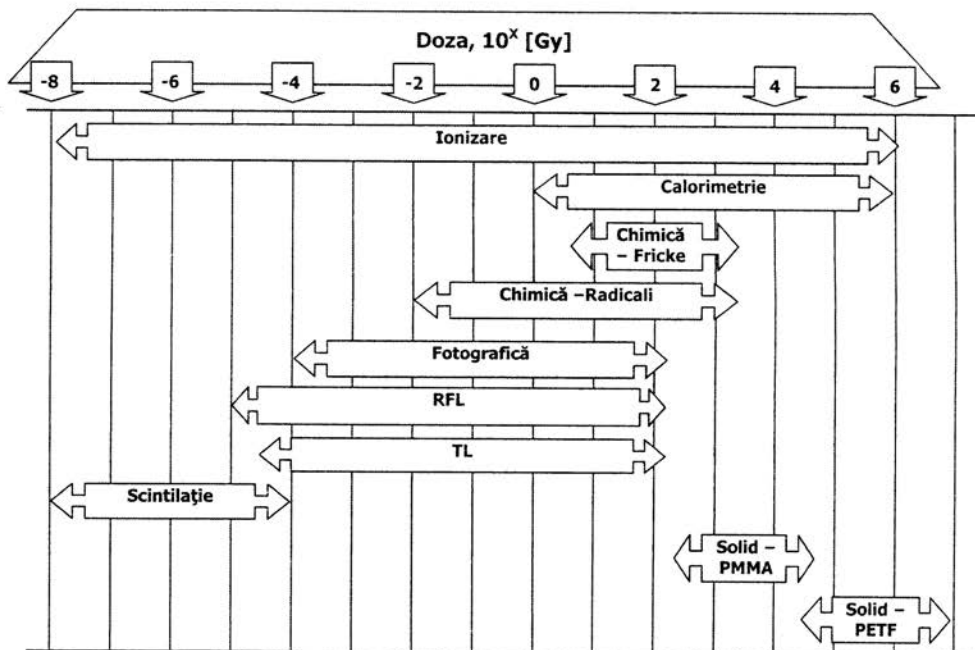 Doza, 10^x [Gy]
-8 -6 -4 -2 0 2 4 6
Ionizare
Calorimetrie
Chimică
– Fricke
Chimică –Radicali
Fotografică
RFL
TL
Scintilaţie
Solid –
PMMA
Solid –
PETF